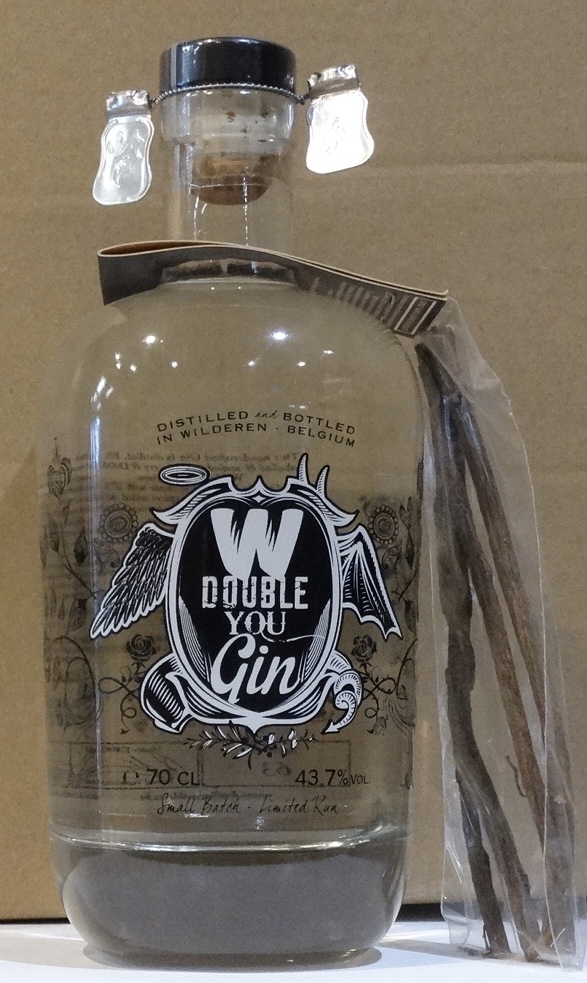 DISTILLED and BOTTLED
IN WILDEREN · BELGIUM
W
DOUBLE
YOU
Gin
℮ 70 CL
43.7% VOL
Small Batch - Limited Run